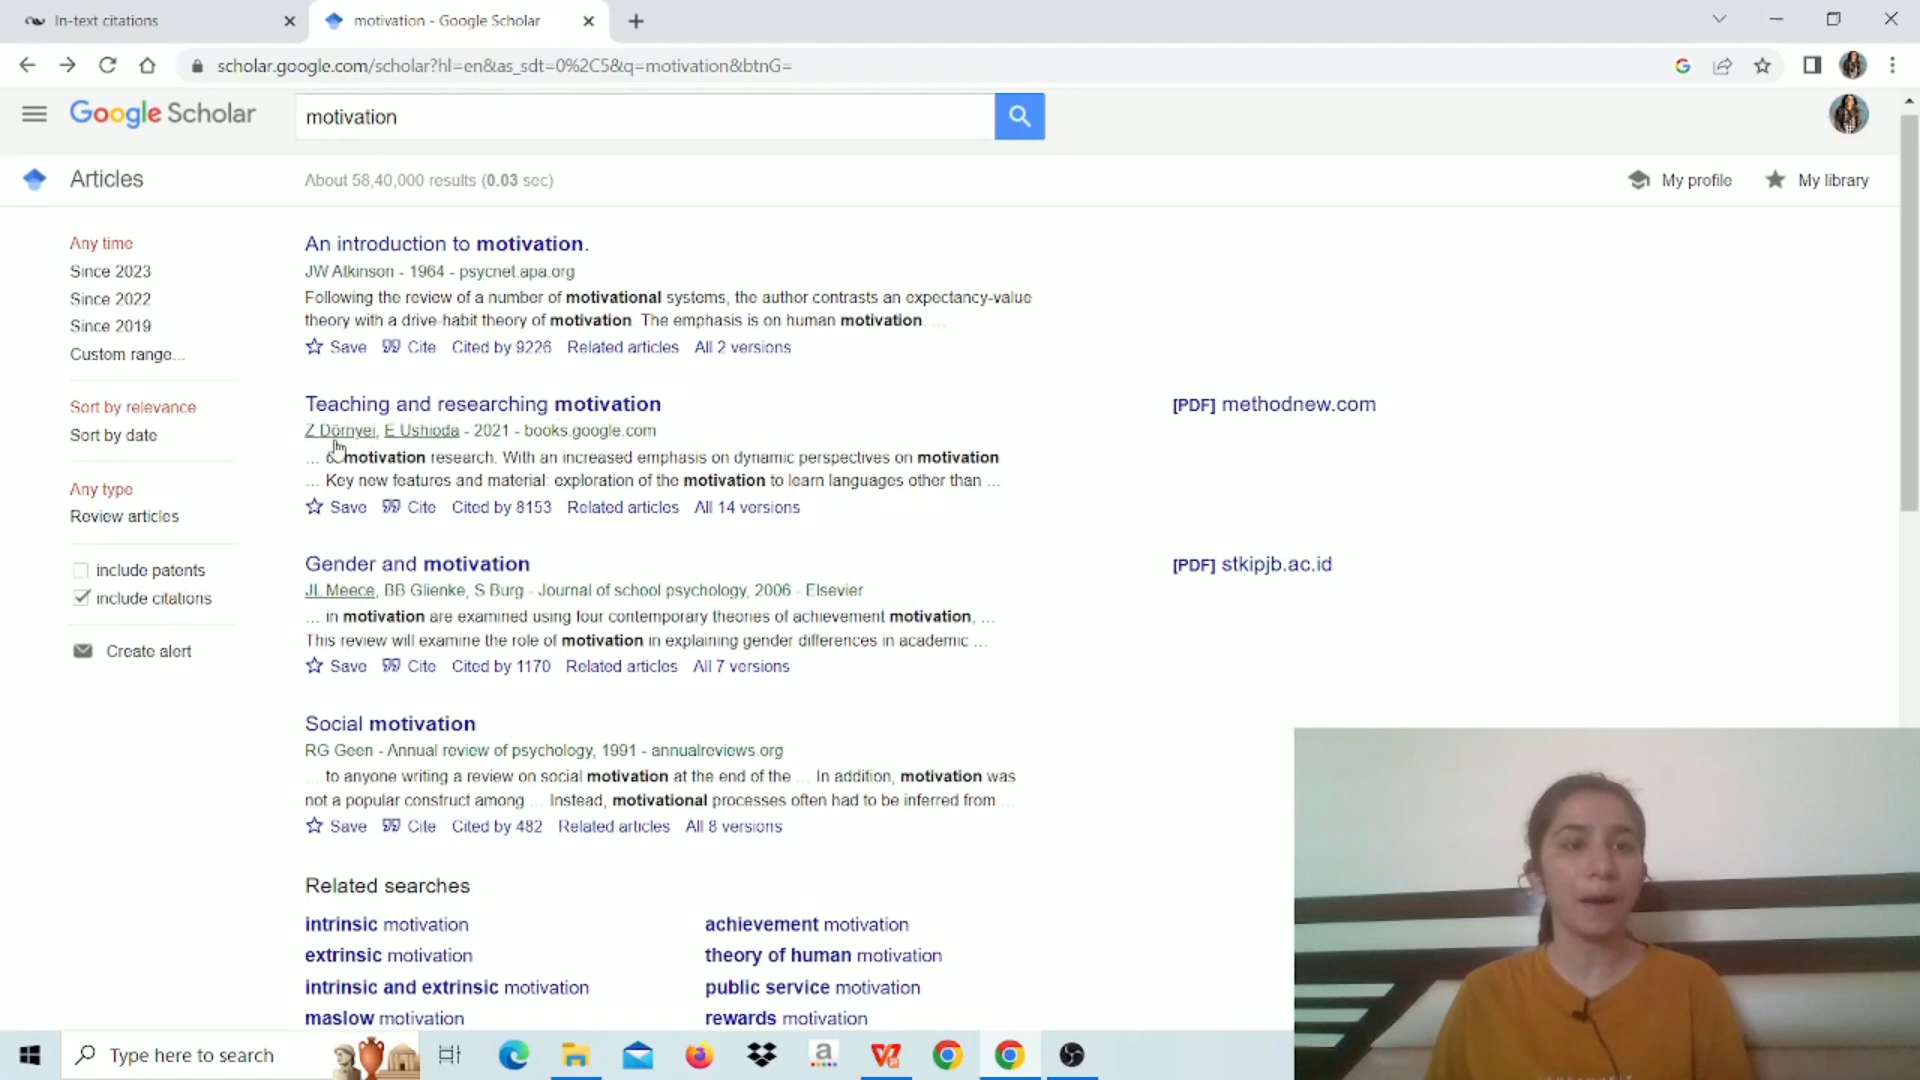 In-text citations
motivation - Google Scholar
scholar.google.com/scholar?hl=en&as_sdt=0%2C5&q=motivation&btnG=
Google Scholar
motivation
Articles
About 58,40,000 results (0.03 sec)
My profile
My library
Any time
Since 2023
Since 2022
Since 2019
Custom range...
Sort by relevance
Sort by date
Any type
Review articles
include patents
include citations
Create alert
An introduction to motivation.
JW Atkinson - 1964 - psycnet.apa.org
Following the review of a number of motivational systems, the author contrasts an expectancy-value
theory with a drive-habit theory of motivation. The emphasis is on human motivation. ...
Save Cite Cited by 9226 Related articles All 2 versions
Teaching and researching motivation
[PDF] methodnew.com
Z Dörnyei, E Ushioda - 2021 - books.google.com
... motivation research. With an increased emphasis on dynamic perspectives on motivation
... Key new features and material: exploration of the motivation to learn languages other than ...
Save Cite Cited by 8153 Related articles All 14 versions
Gender and motivation
[PDF] stkipjb.ac.id
JL Meece, BB Glienke, S Burg - Journal of school psychology, 2006 - Elsevier
... in motivation are examined using four contemporary theories of achievement motivation, ...
This review will examine the role of motivation in explaining gender differences in academic ...
Save Cite Cited by 1170 Related articles All 7 versions
Social motivation
RG Geen - Annual review of psychology, 1991 - annualreviews.org
... to anyone writing a review on social motivation at the end of the ... In addition, motivation was
not a popular construct among ... Instead, motivational processes often had to be inferred from ...
Save Cite Cited by 482 Related articles All 8 versions
Related searches
intrinsic motivation
achievement motivation
extrinsic motivation
theory of human motivation
intrinsic and extrinsic motivation
public service motivation
maslow motivation
rewards motivation
Type here to search